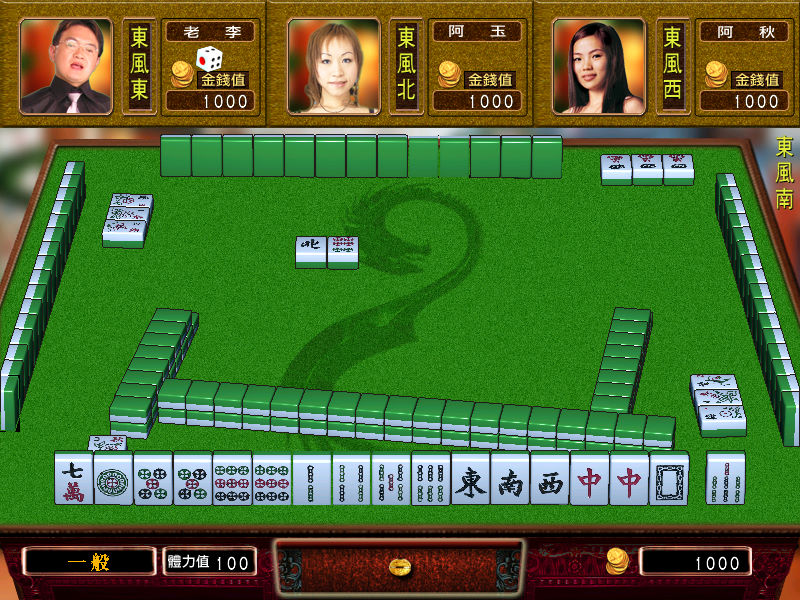 東風東
老李
金錢值
1000
東風北
阿玉
金錢值
1000
東風西
阿秋
金錢值
1000
東風南
北
七萬
東
南
西
中
中
一般
體力值 100
1000